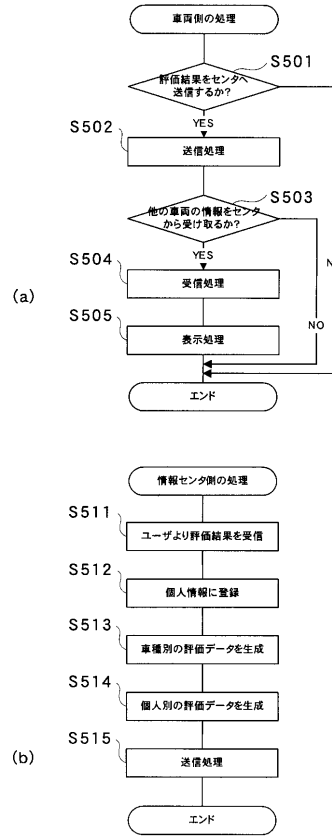 車両側の処理
S501
評価結果をセンタへ
送信するか?
YES
S502
送信処理
S503
他の車両の情報をセンタ
から受け取るか?
YES
S504
受信処理
(a)
N
NO
S505
表示処理
エンド
情報センタ側の処理
S511
ユーザより評価結果を受信
S512
個人情報に登録
S513
車種別の評価データを生成
S514
個人別の評価データを生成
S515
送信処理
(b)
エンド